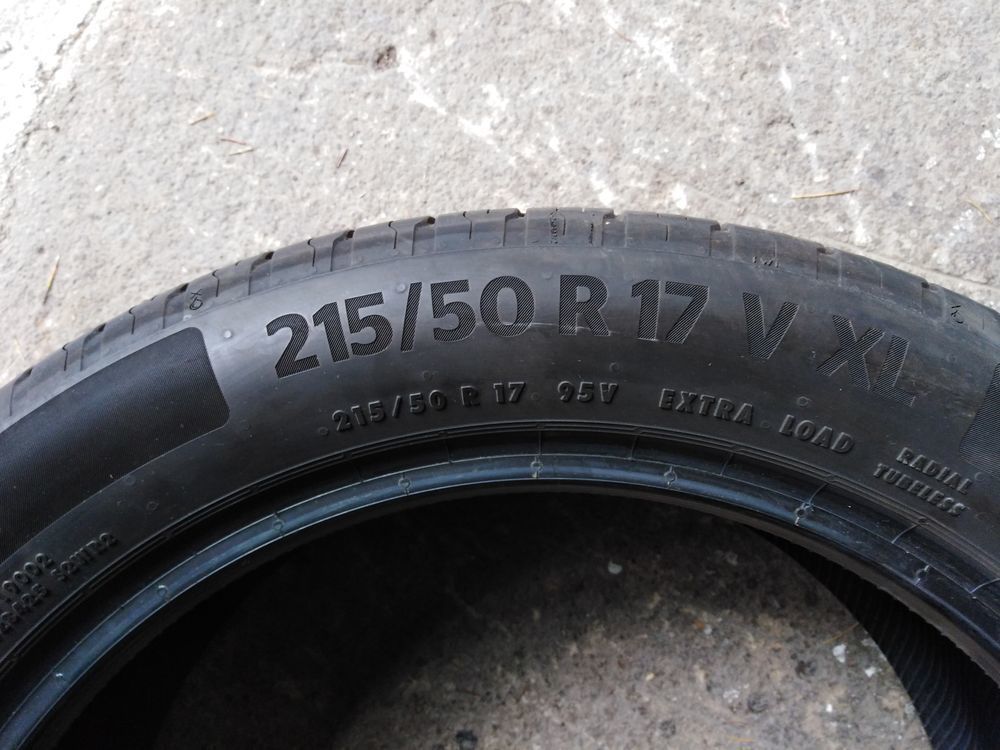 215/50 R 17 V XL
215/50 R 17 95V EXTRA LOAD
RADIAL
TUBELESS